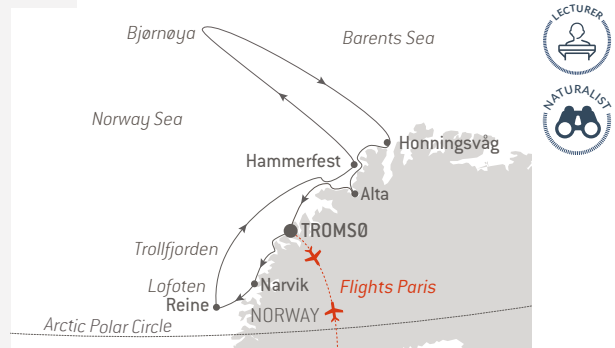 Bjørnøya
Barents Sea
LECTURER
NATURALIST
Norway Sea
Honningsvåg
Hammerfest
Alta
TROMSØ
Trollfjorden
Lofoten
Narvik
Flights Paris
Reine
NORWAY
Arctic Polar Circle